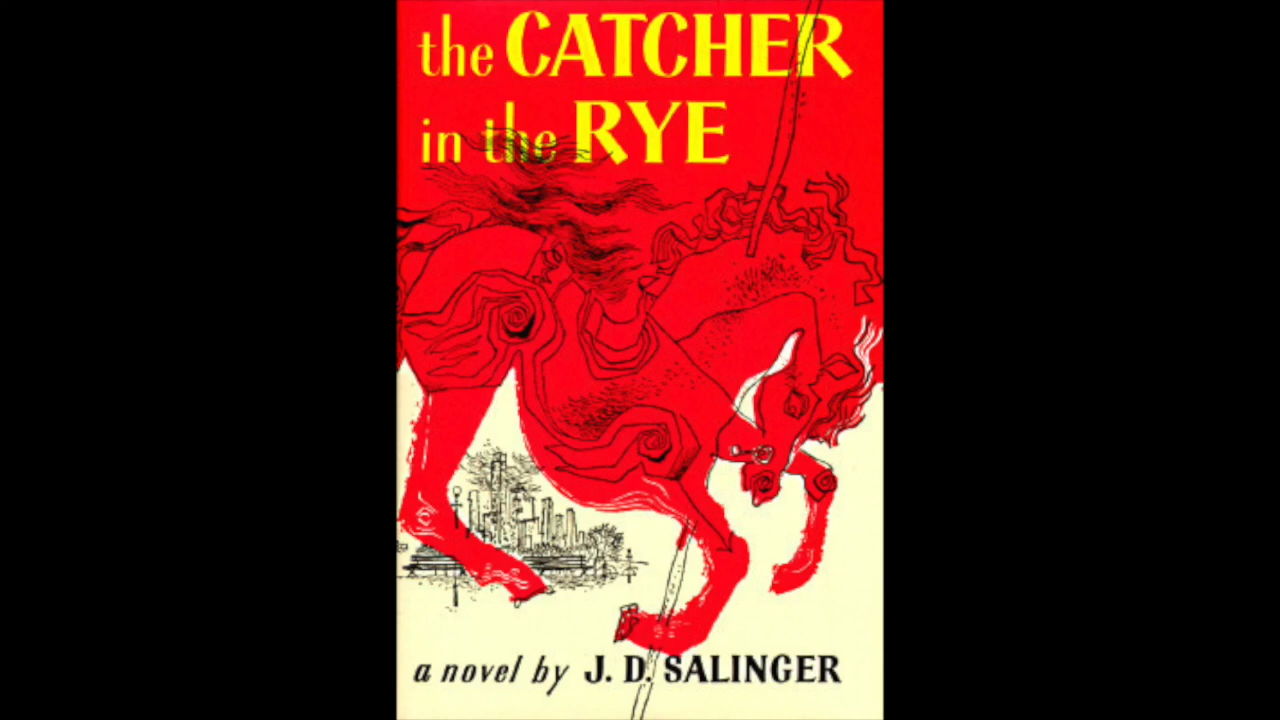 the CATCHER
in the RYE
a novel by J. D. SALINGER